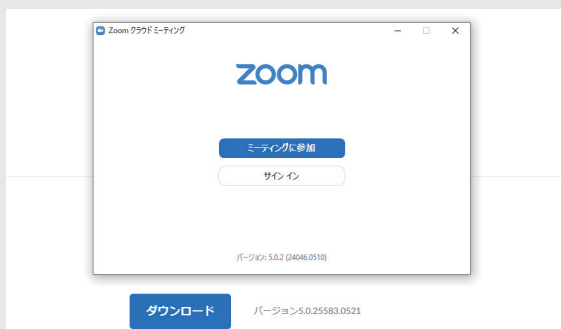 Zoom クラウドミーティング
zoom
ミーティングに参加
サイン イン
バージョン: 5.0.2 (24046.0510)
ダウンロード
バージョン5.0.25583.0521